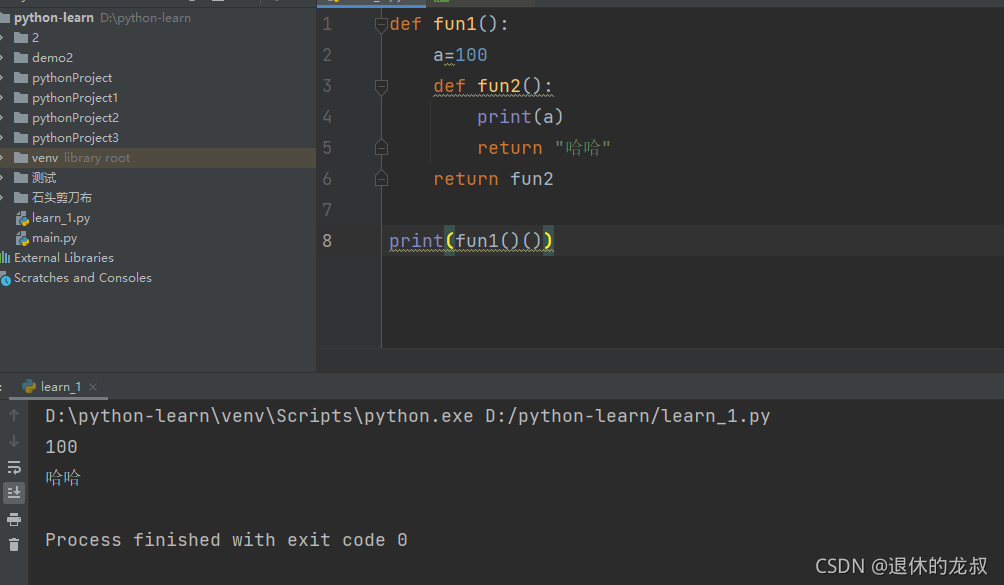 python-learn D:\python-learn
2
demo2
pythonProject
pythonProject1
pythonProject2
pythonProject3
venv library root
测试
石头剪刀布
learn_1.py
main.py
External Libraries
Scratches and Consoles
1 def fun1():
2 a=100
3 def fun2():
4 print(a)
5 return "哈哈"
6 return fun2
7
8 print(fun1()())
learn_1
D:\python-learn\venv\Scripts\python.exe D:/python-learn/learn_1.py
100
哈哈
Process finished with exit code 0
CSDN @退休的龙叔